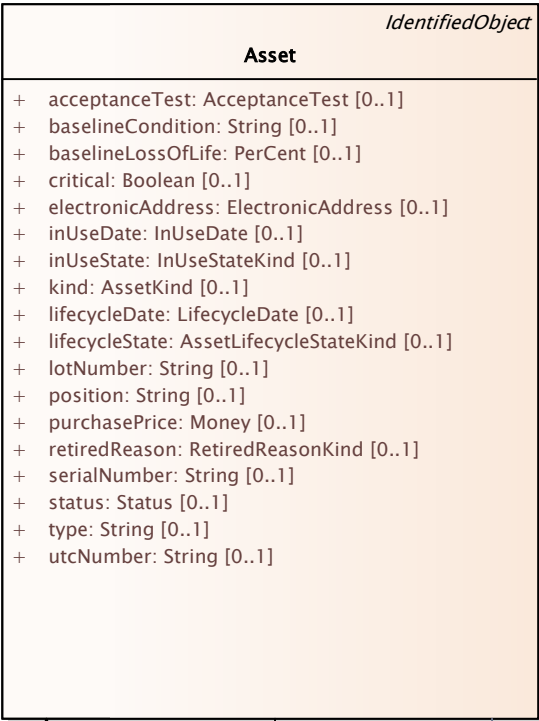 IdentifiedObject
Asset
+ acceptanceTest: AcceptanceTest [0..1]
+ baselineCondition: String [0..1]
+ baselineLossOfLife: PerCent [0..1]
+ critical: Boolean [0..1]
+ electronicAddress: ElectronicAddress [0..1]
+ inUseDate: InUseDate [0..1]
+ inUseState: InUseStateKind [0..1]
+ kind: AssetKind [0..1]
+ lifecycleDate: LifecycleDate [0..1]
+ lifecycleState: AssetLifecycleStateKind [0..1]
+ lotNumber: String [0..1]
+ position: String [0..1]
+ purchasePrice: Money [0..1]
+ retiredReason: RetiredReasonKind [0..1]
+ serialNumber: String [0..1]
+ status: Status [0..1]
+ type: String [0..1]
+ utcNumber: String [0..1]